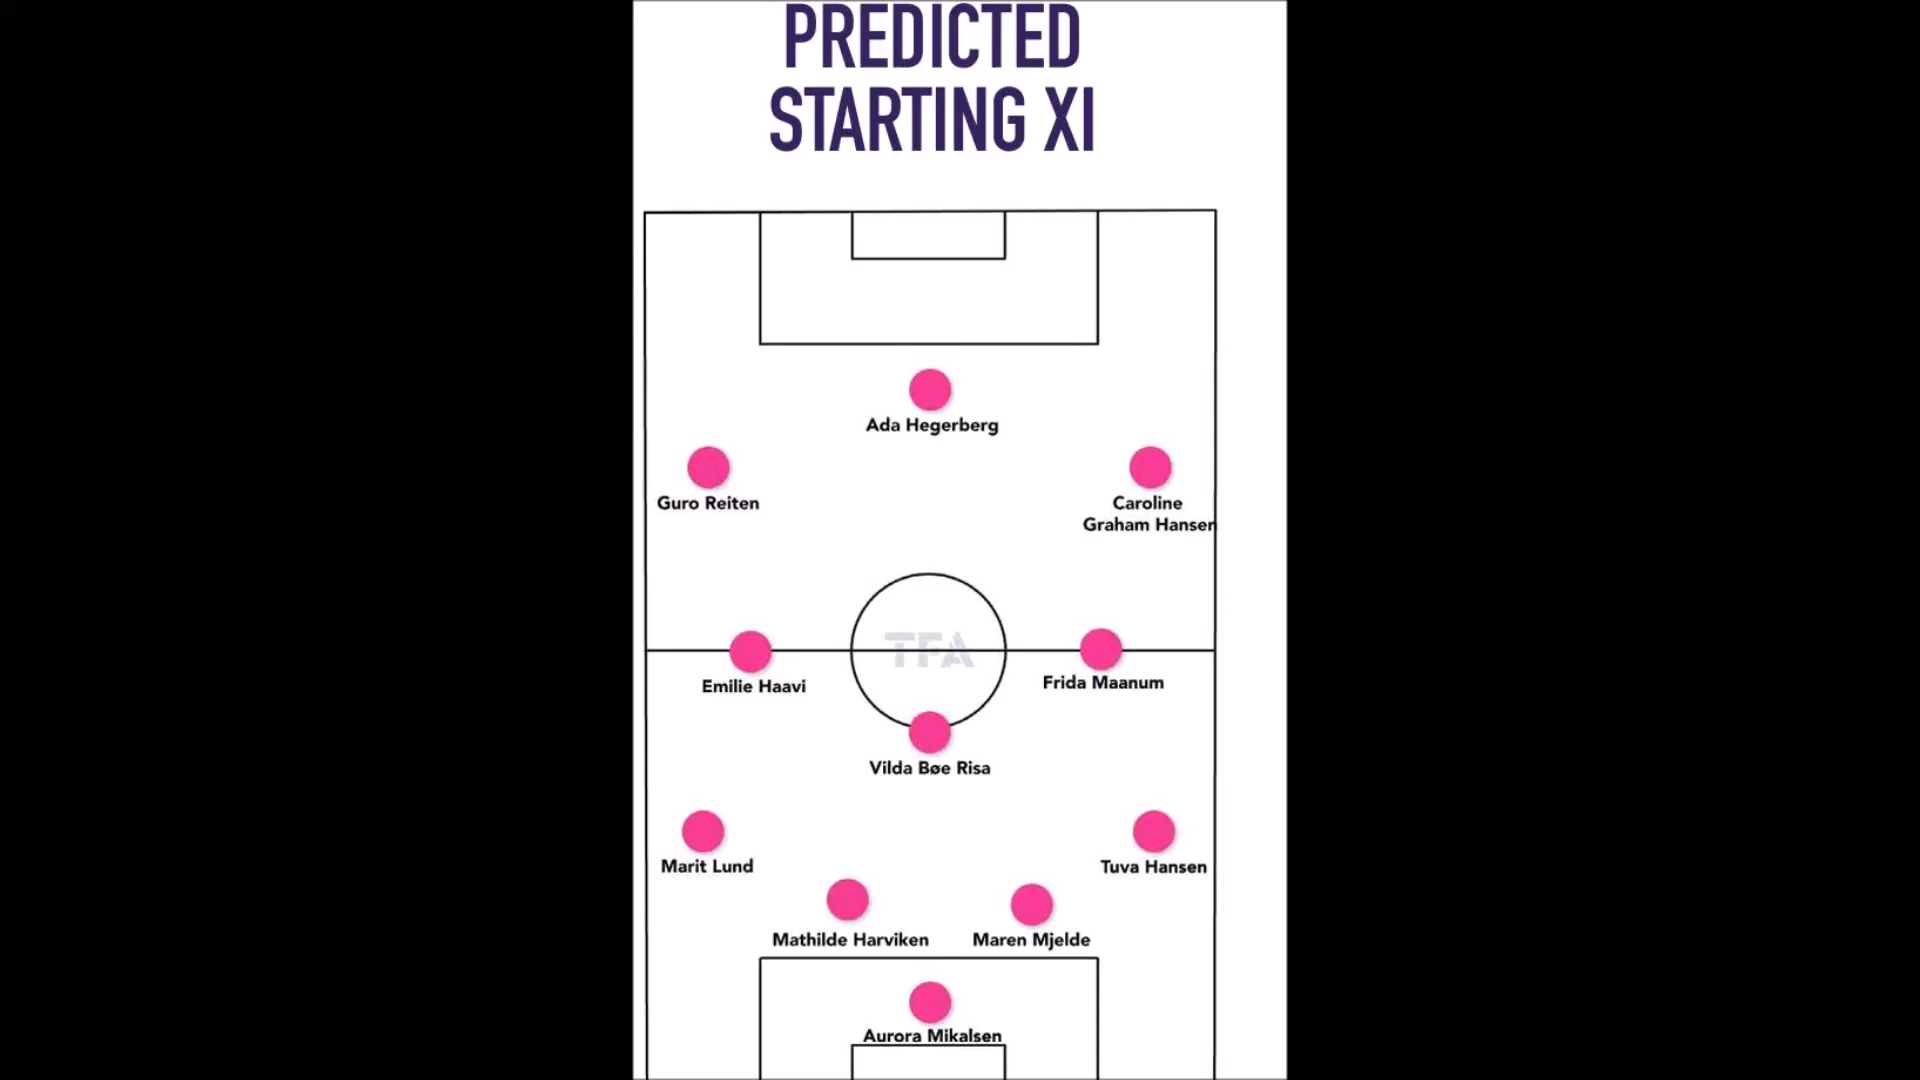 PREDICTED
STARTING XI
Ada Hegerberg
Guro Reiten
Caroline
Graham Hansen
TFA
Emilie Haavi
Frida Maanum
Vilda Bøe Risa
Marit Lund
Tuva Hansen
Mathilde Harviken
Maren Mjelde
Aurora Mikalsen